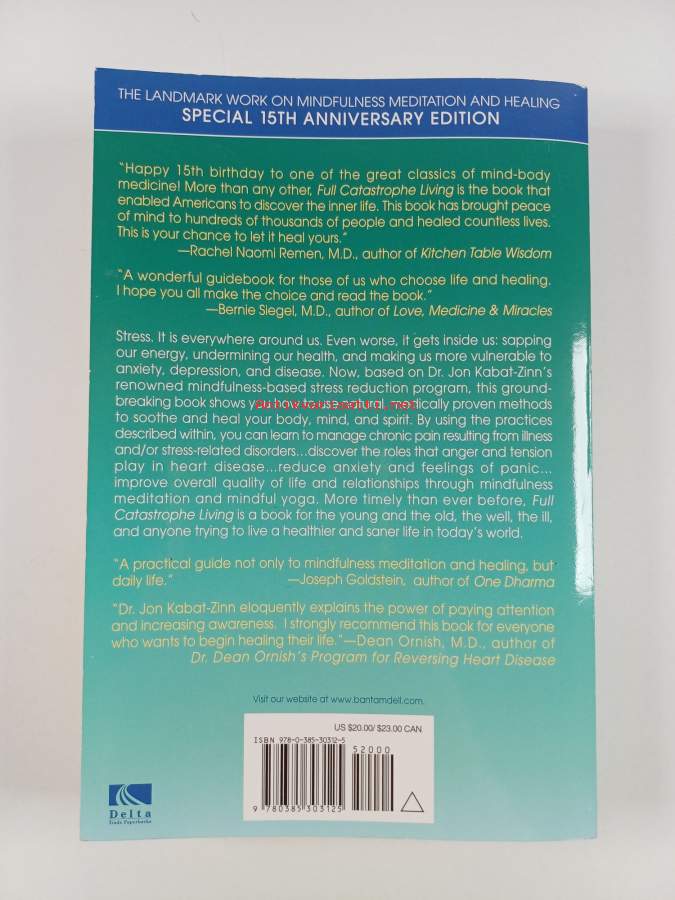 THE LANDMARK WORK ON MINDFULNESS MEDITATION AND HEALING
SPECIAL 15TH ANNIVERSARY EDITION
"Happy 15th birthday to one of the great classics of mind-body
medicine! More than any other, Full Catastrophe Living is the book that
enabled Americans to discover the inner life. This book has brought peace
of mind to hundreds of thousands of people and healed countless lives.
This is your chance to let it heal yours."
—Rachel Naomi Remen, M.D., author of Kitchen Table Wisdom
"A wonderful guidebook for those of us who choose life and healing.
I hope you all make the choice and read the book."
—Bernie Siegel, M.D., author of Love, Medicine & Miracles
Stress. It is everywhere around us. Even worse, it gets inside us: sapping
our energy, undermining our health, and making us more vulnerable to
anxiety, depression, and disease. Now, based on Dr. Jon Kabat-Zinn's
renowned mindfulness-based stress reduction program, this ground-
breaking book shows you how to use natural, medically proven methods
to soothe and heal your body, mind, and spirit. By using the practices
described within, you can learn to manage chronic pain resulting from illness
and/or stress-related disorders...discover the roles that anger and tension
play in heart disease...reduce anxiety and feelings of panic...
improve overall quality of life and relationships through mindfulness
meditation and mindful yoga. More timely than ever before, Full
Catastrophe Living is a book for the young and the old, the well, the ill,
and anyone trying to live a healthier and saner life in today's world.
"A practical guide not only to mindfulness meditation and healing, but
daily life." —Joseph Goldstein, author of One Dharma
"Dr. Jon Kabat-Zinn eloquently explains the power of paying attention
and increasing awareness. I strongly recommend this book for everyone
who wants to begin healing their life."—Dean Ornish, M.D., author of
Dr. Dean Ornish's Program for Reversing Heart Disease
Visit our website at www.bantamdell.com.
US $20.00/ $23.00 CAN
ISBN 978-0-385-30312-5
52000
9 780385 303125
Delta
Trade Paperbacks